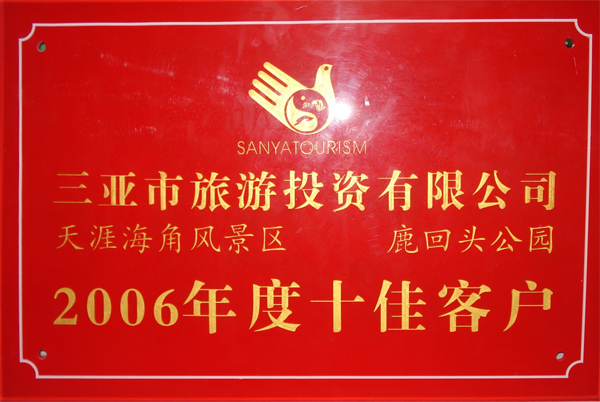 SANYATOURISM
三亚市旅游投资有限公司
天涯海角风景区 鹿回头公园
2006年度十佳客户